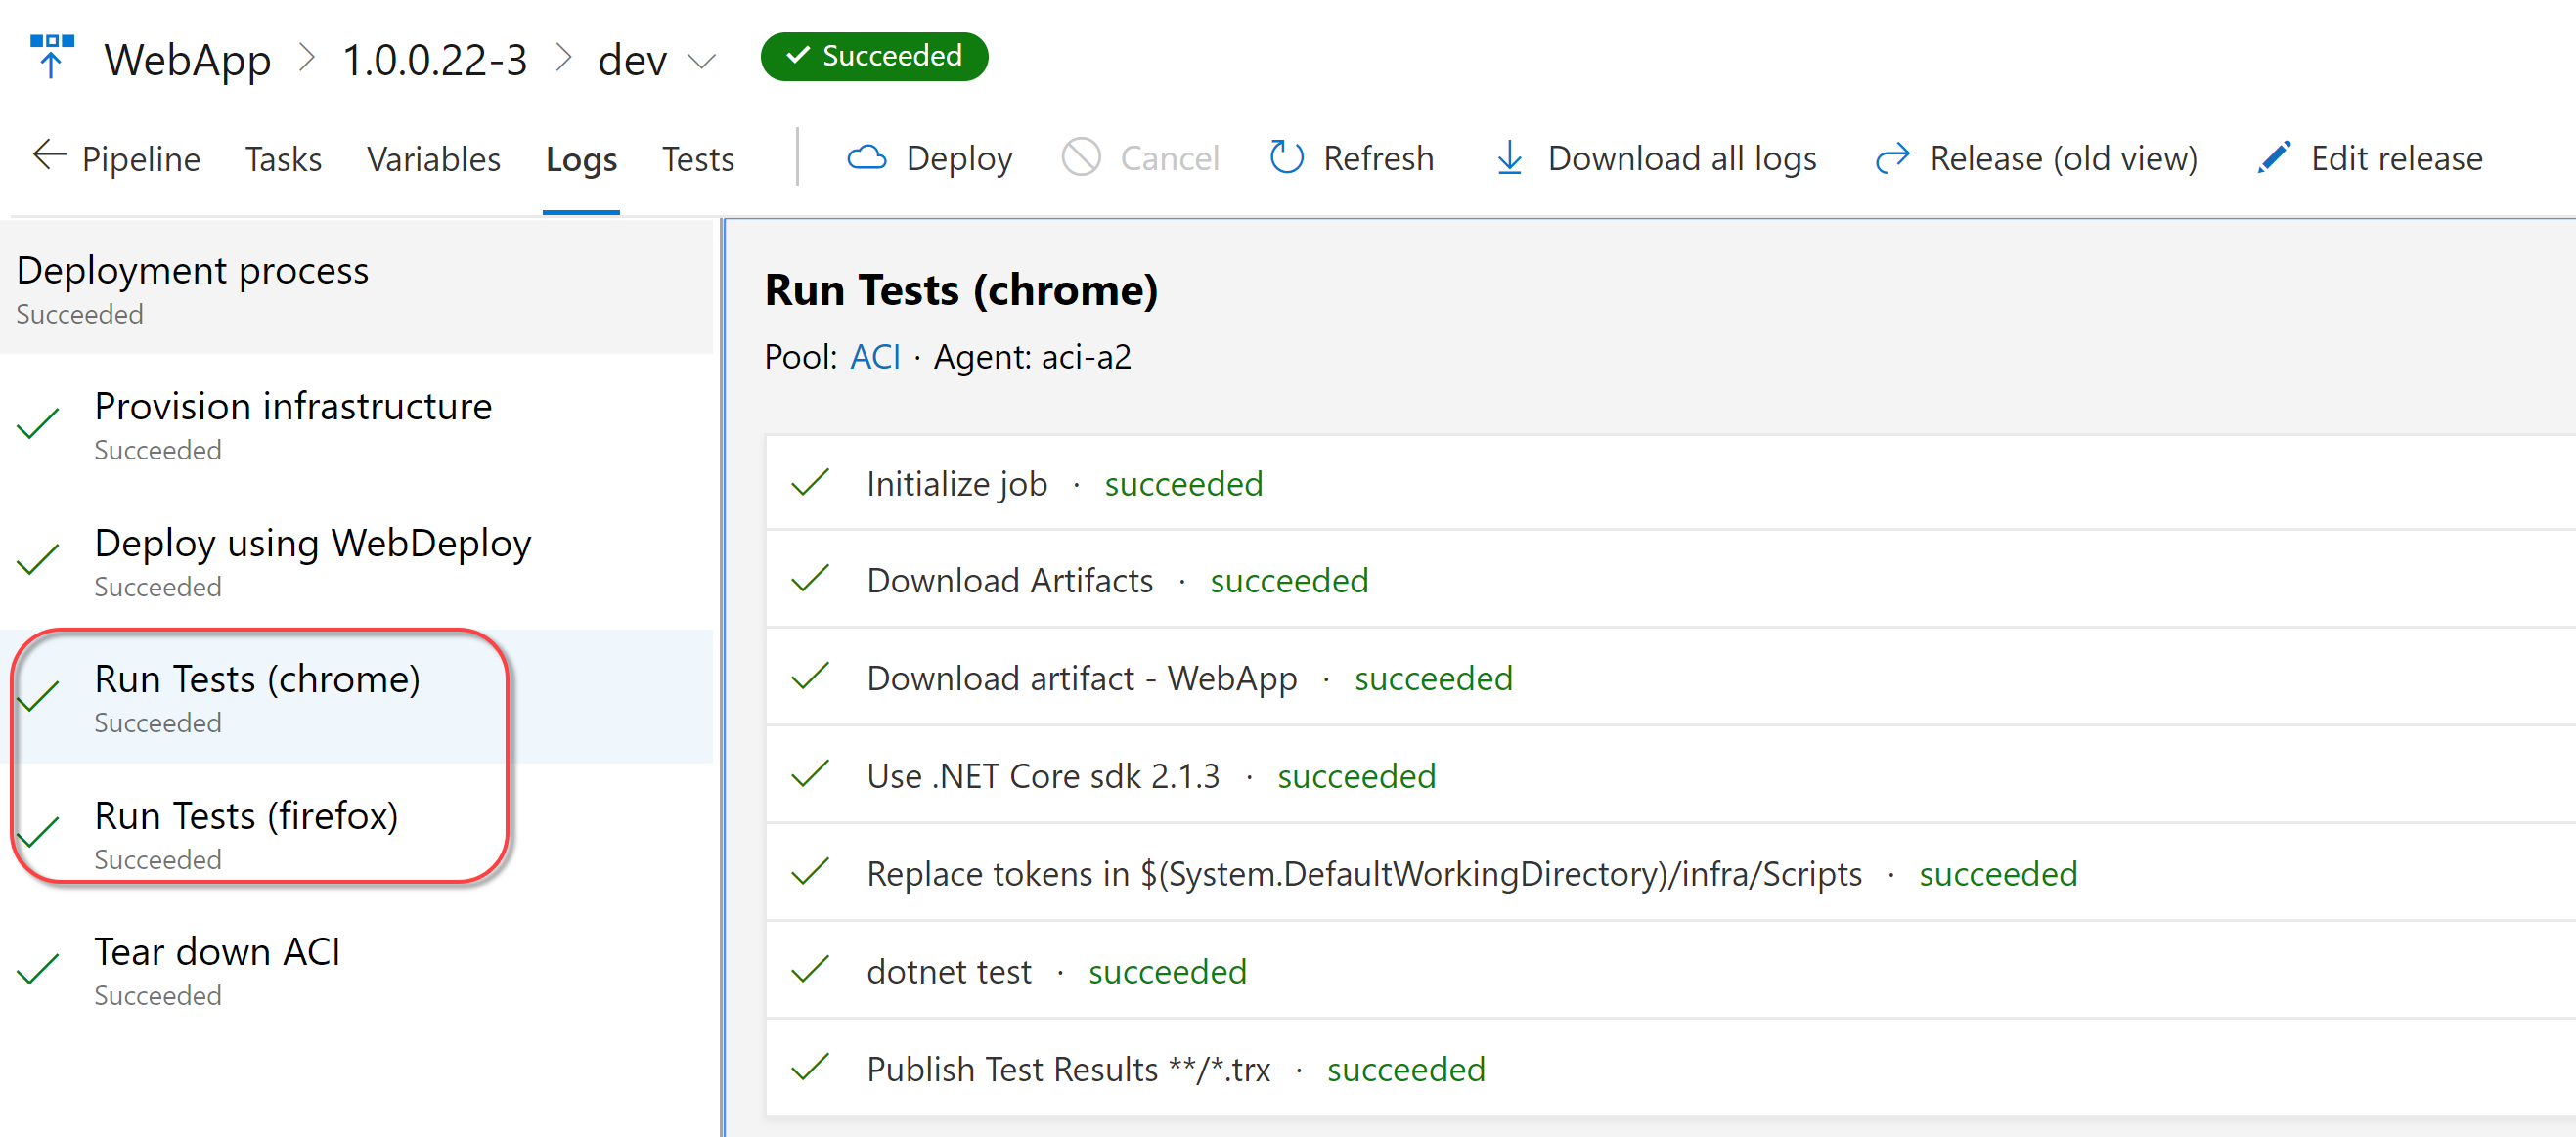 WebApp > 1.0.0.22-3 > dev Succeeded
Pipeline Tasks Variables Logs Tests Deploy Cancel Refresh Download all logs Release (old view) Edit release
Deployment process
Succeeded
Provision infrastructure
Succeeded
Deploy using WebDeploy
Succeeded
Run Tests (chrome)
Succeeded
Run Tests (firefox)
Succeeded
Tear down ACI
Succeeded
Run Tests (chrome)
Pool: ACI · Agent: aci-a2
Initialize job · succeeded
Download Artifacts · succeeded
Download artifact - WebApp · succeeded
Use .NET Core sdk 2.1.3 · succeeded
Replace tokens in $(System.DefaultWorkingDirectory)/infra/Scripts · succeeded
dotnet test · succeeded
Publish Test Results **/*.trx · succeeded